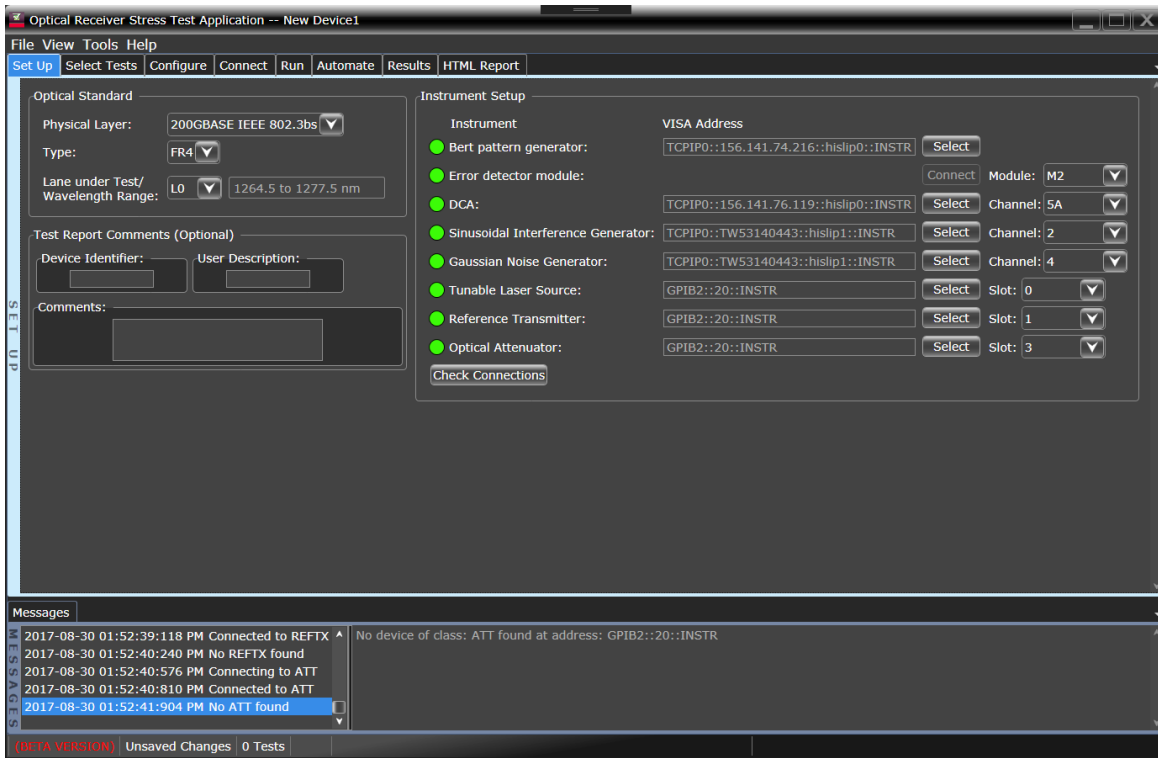 Optical Receiver Stress Test Application -- New Device1
File View Tools Help
Set Up Select Tests Configure Connect Run Automate Results HTML Report
SET UP
Optical Standard
Physical Layer: 200GBASE IEEE 802.3bs
Type: FR4
Lane under Test/
Wavelength Range: L0 1264.5 to 1277.5 nm
Test Report Comments (Optional)
Device Identifier: User Description:
Comments:
Instrument Setup
Instrument VISA Address
Bert pattern generator: TCPIP0::156.141.74.216::hislip0::INSTR Select
Error detector module: Connect Module: M2
DCA: TCPIP0::156.141.76.119::hislip0::INSTR Select Channel: 5A
Sinusoidal Interference Generator: TCPIP0::TW53140443::hislip1::INSTR Select Channel: 2
Gaussian Noise Generator: TCPIP0::TW53140443::hislip1::INSTR Select Channel: 4
Tunable Laser Source: GPIB2::20::INSTR Select Slot: 0
Reference Transmitter: GPIB2::20::INSTR Select Slot: 1
Optical Attenuator: GPIB2::20::INSTR Select Slot: 3
Check Connections
Messages
MESSAGES
2017-08-30 01:52:39:118 PM Connected to REFTX
2017-08-30 01:52:40:240 PM No REFTX found
2017-08-30 01:52:40:576 PM Connecting to ATT
2017-08-30 01:52:40:810 PM Connected to ATT
2017-08-30 01:52:41:904 PM No ATT found
No device of class: ATT found at address: GPIB2::20::INSTR
(BETA VERSION) Unsaved Changes 0 Tests